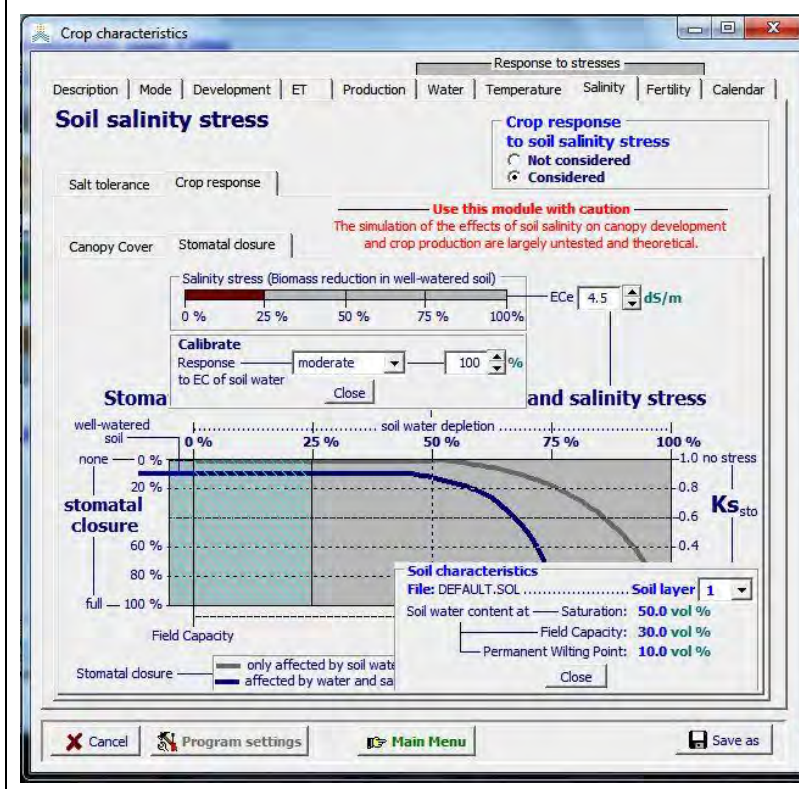 Crop characteristics
Response to stresses
Description Mode Development ET Production Water Temperature Salinity Fertility Calendar
Soil salinity stress
Crop response
to soil salinity stress
Not considered
Considered
Salt tolerance Crop response
Use this module with caution
The simulation of the effects of soil salinity on canopy development
and crop production are largely untested and theoretical.
Canopy Cover Stomatal closure
Salinity stress (Biomass reduction in well-watered soil)
0 % 25 % 50 % 75 % 100%
ECe 4.5 dS/m
Calibrate
Response moderate 100 %
to EC of soil water
Close
Stoma and salinity stress
well-watered
soil
soil water depletion
0 % 25 % 50 % 75 % 100 %
none 0 % 1.0 no stress
20 % 0.8
stomatal
closure
Ks sto
0.6
60 % 0.4
80 %
full 100 %
Field Capacity
Soil characteristics
File: DEFAULT.SOL Soil layer 1
Soil water content at Saturation: 50.0 vol %
Field Capacity: 30.0 vol %
Permanent Wilting Point: 10.0 vol %
Close
Stomatal closure
only affected by soil wate
affected by water and sa
Cancel Program settings Main Menu Save as